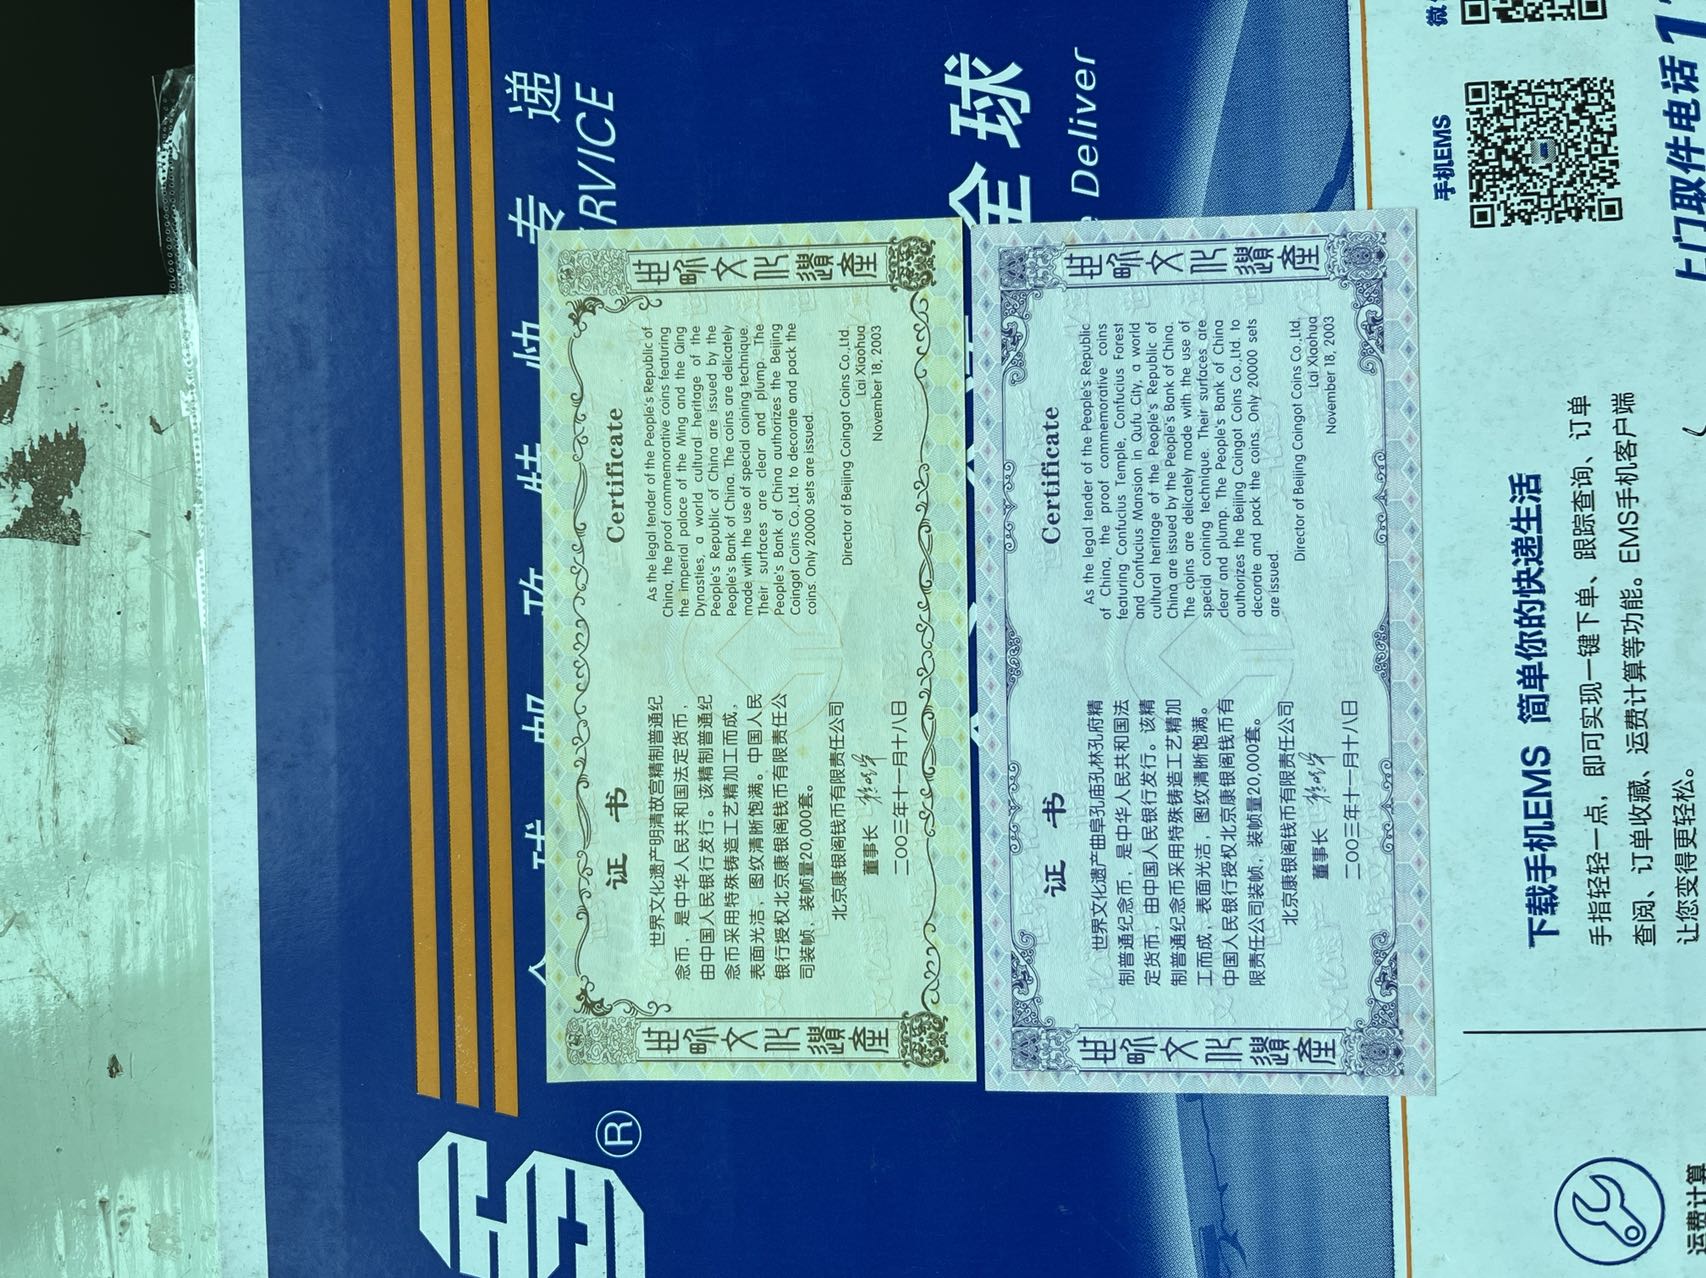 世界文化遗产
证 书
世界文化遗产明清故宫精制普通纪
念币，是中华人民共和国法定货币，
由中国人民银行发行。该精制普通纪
念币采用特殊铸造工艺精加工而成，
表面光洁，图纹清晰饱满。中国人民
银行授权北京康银阁钱币有限责任公
司装帧，装帧量20,000套。
北京康银阁钱币有限责任公司
董事长
二〇〇三年十一月十八日
Certificate
As the legal tender of the People's Republic of
China, the proof commemorative coins featuring
the imperial palace of the Ming and the Qing
Dynasties, a world cultural heritage of the
People's Republic of China are issued by the
People's Bank of China. The coins are delicately
made with the use of special coining technique.
Their surfaces are clear and plump. The
People's Bank of China authorizes the Beijing
Coingot Coins Co.,Ltd. to decorate and pack the
coins. Only 20000 sets are issued.
Director of Beijing Coingot Coins Co.,Ltd.
Lai Xiaohua
November 18, 2003
世界文化遗产
世界文化遗产
证 书
世界文化遗产曲阜孔庙孔林孔府精
制普通纪念币，是中华人民共和国法
定货币，由中国人民银行发行。该精
制普通纪念币采用特殊铸造工艺精加
工而成，表面光洁，图纹清晰饱满。
中国人民银行授权北京康银阁钱币有
限责任公司装帧，装帧量20,000套。
北京康银阁钱币有限责任公司
董事长
二〇〇三年十一月十八日
Certificate
As the legal tender of the People's Republic
of China, the proof commemorative coins
featuring Confucius Temple, Confucius Forest
and Confucius Mansion in Qufu City, a world
cultural heritage of the People's Republic of
China are issued by the People's Bank of China.
The coins are delicately made with the use of
special coining technique. Their surfaces are
clear and plump. The People's Bank of China
authorizes the Beijing Coingot Coins Co.,Ltd. to
decorate and pack the coins. Only 20000 sets
are issued.
Director of Beijing Coingot Coins Co.,Ltd.
Lai Xiaohua
November 18, 2003
世界文化遗产
®
专 递
RVICE
全 球
Deliver
手机EMS
上门取件电话 1
下载手机EMS 简单你的快递生活
手指轻轻一点，即可实现一键下单、跟踪查询、订单
查阅、订单收藏、运费计算等功能。EMS手机客户端
让您变得更轻松。
运费计算